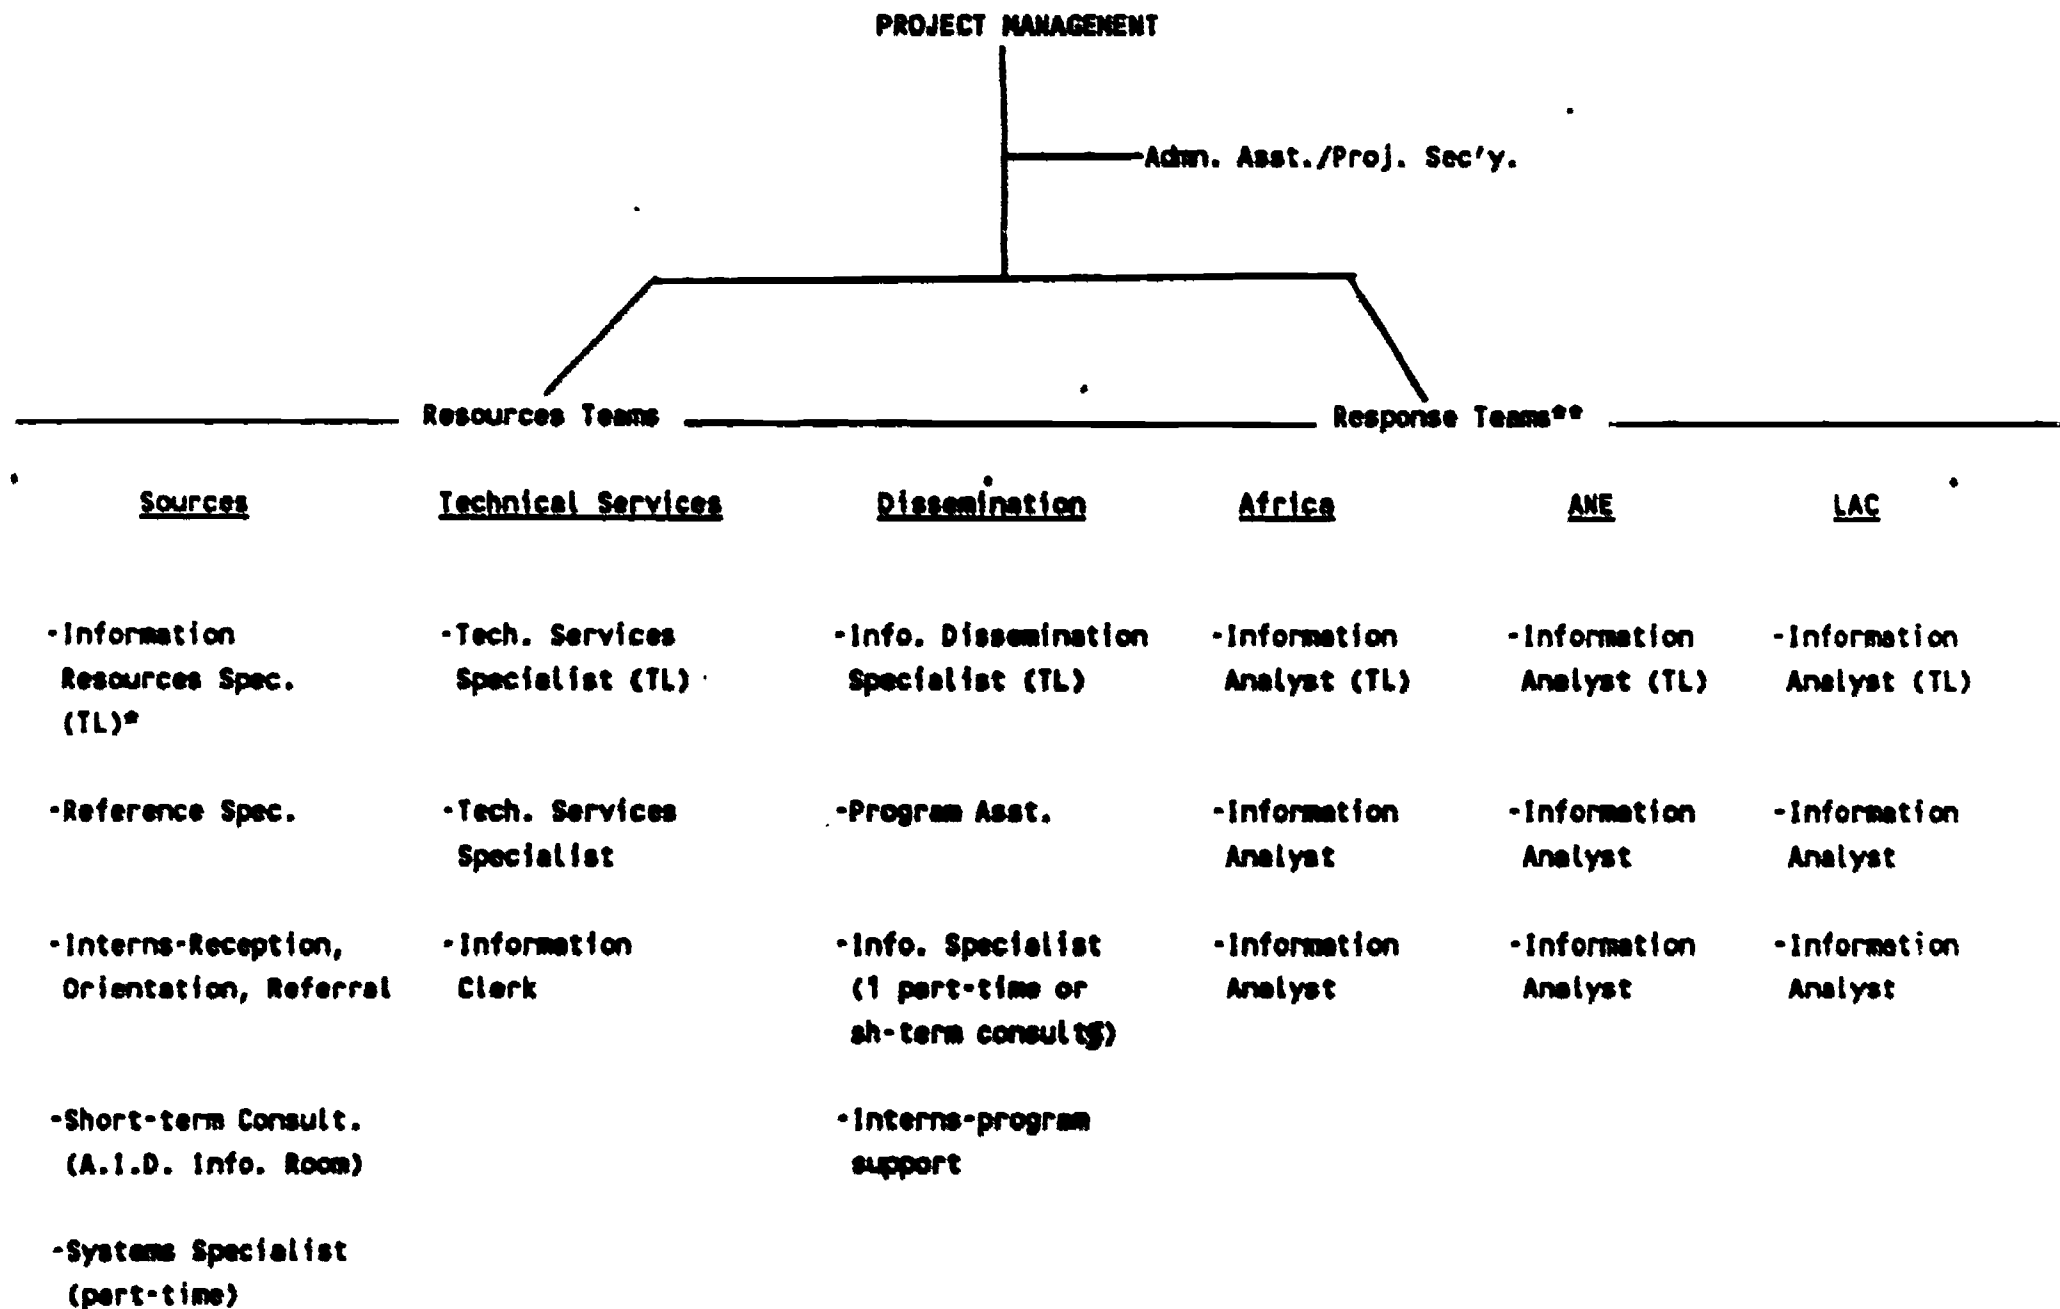 PROJECT MANAGEMENT
Admn. Asst./Proj. Sec'y.
Resources Teams
Response Teams**
Sources
Technical Services
Dissemination
Africa
ANE
LAC
-Information
Resources Spec.
(TL)*
-Tech. Services
Specialist (TL)
-Info. Dissemination
Specialist (TL)
-Information
Analyst (TL)
-Information
Analyst (TL)
-Information
Analyst (TL)
-Reference Spec.
-Tech. Services
Specialist
-Program Asst.
-Information
Analyst
-Information
Analyst
-Information
Analyst
-Interns-Reception,
Orientation, Referral
-Information
Clerk
-Info. Specialist
(1 part-time or
sh-term consults)
-Information
Analyst
-Information
Analyst
-Information
Analyst
-Short-term Consult.
(A.I.D. Info. Room)
-Interns-program
support
-Systems Specialist
(part-time)